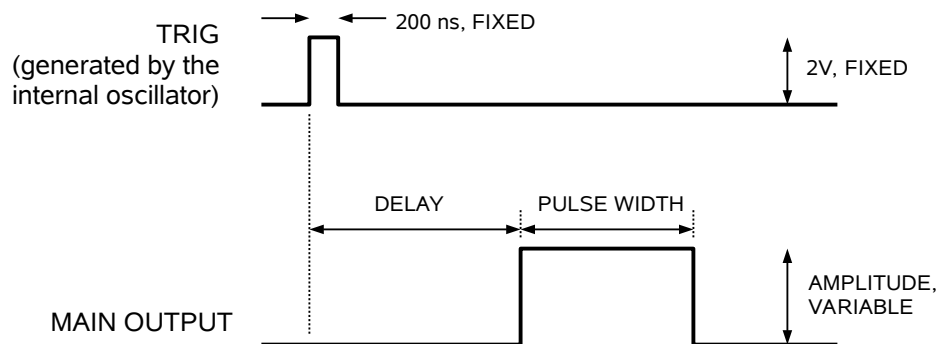 200 ns, FIXED
TRIG
(generated by the
internal oscillator)
2V, FIXED
DELAY
PULSE WIDTH
AMPLITUDE,
VARIABLE
MAIN OUTPUT